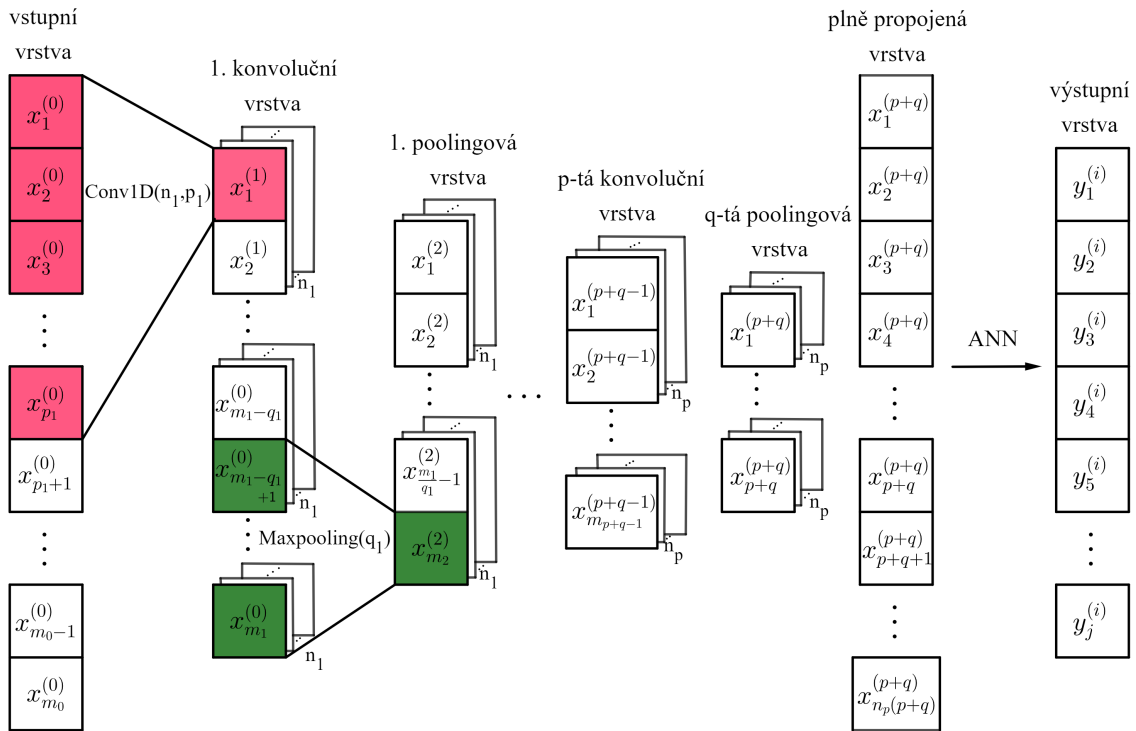 vstupní
vrstva
x_1^{(0)}
x_2^{(0)}
x_3^{(0)}
x_{p_1}^{(0)}
x_{p_1+1}^{(0)}
x_{m_0-1}^{(0)}
x_{m_0}^{(0)}
Conv1D(n_1,p_1)
1. konvoluční
vrstva
x_1^{(1)}
x_2^{(1)}
n_1
x_{m_1-q_1}^{(0)}
x_{m_1-q_1+1}^{(0)}
n_1
x_{m_1}^{(0)}
n_1
Maxpooling(q_1)
1. poolingová
vrstva
x_1^{(2)}
x_2^{(2)}
n_1
x_{\frac{m_1}{q_1}-1}^{(2)}
x_{m_2}^{(2)}
n_1
p-tá konvoluční
vrstva
x_1^{(p+q-1)}
x_2^{(p+q-1)}
n_p
x_{m_{p+q-1}}^{(p+q-1)}
n_p
q-tá poolingová
vrstva
x_1^{(p+q)}
n_p
x_{p+q}^{(p+q)}
n_p
plně propojená
vrstva
x_1^{(p+q)}
x_2^{(p+q)}
x_3^{(p+q)}
x_4^{(p+q)}
x_{p+q}^{(p+q)}
x_{p+q+1}^{(p+q)}
x_{n_p(p+q)}^{(p+q)}
ANN
výstupní
vrstva
y_1^{(i)}
y_2^{(i)}
y_3^{(i)}
y_4^{(i)}
y_5^{(i)}
y_j^{(i)}